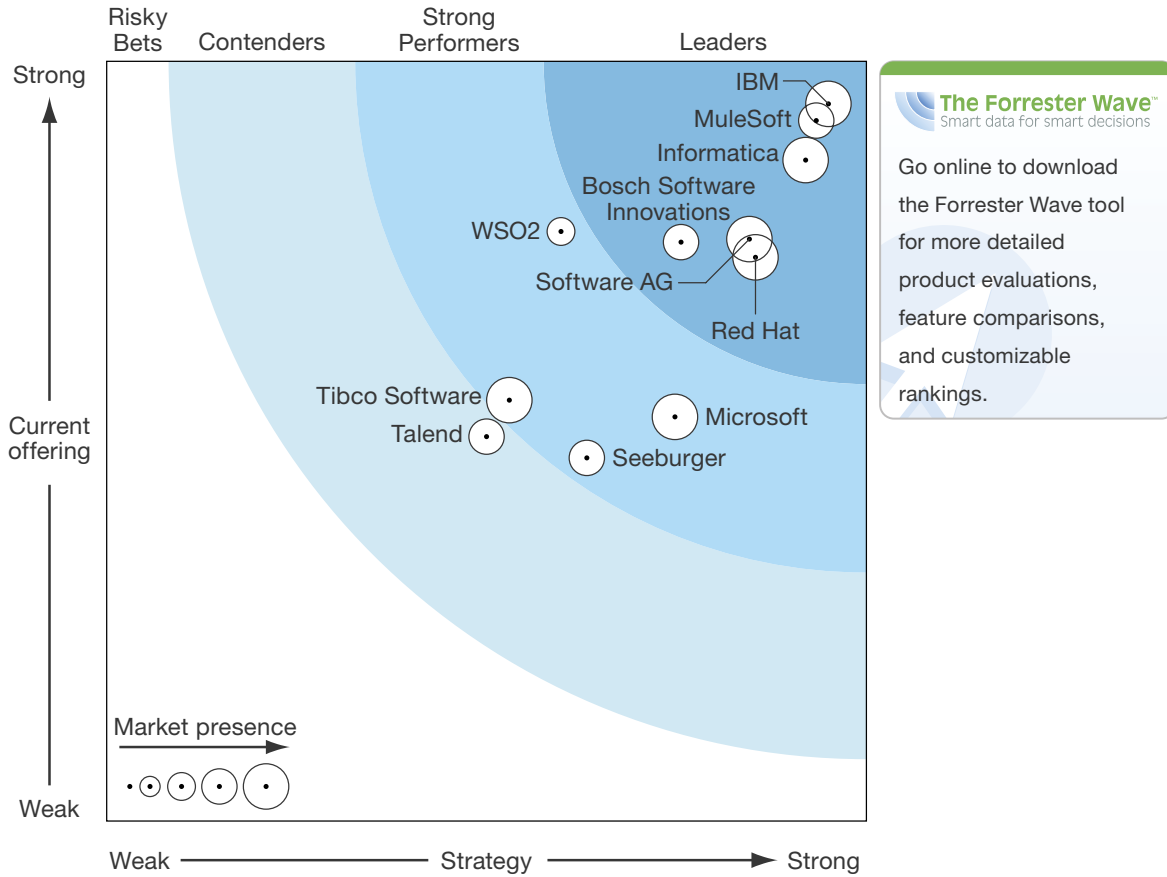 Risky
Bets
Contenders
Strong
Performers
Leaders
Strong
Current
offering
Weak
IBM
MuleSoft
Informatica
Bosch Software
Innovations
WSO2
Software AG
Red Hat
Tibco Software
Talend
Microsoft
Seeburger
Market presence
Weak
Strategy
Strong
The Forrester Wave™
Smart data for smart decisions
Go online to download
the Forrester Wave tool
for more detailed
product evaluations,
feature comparisons,
and customizable
rankings.